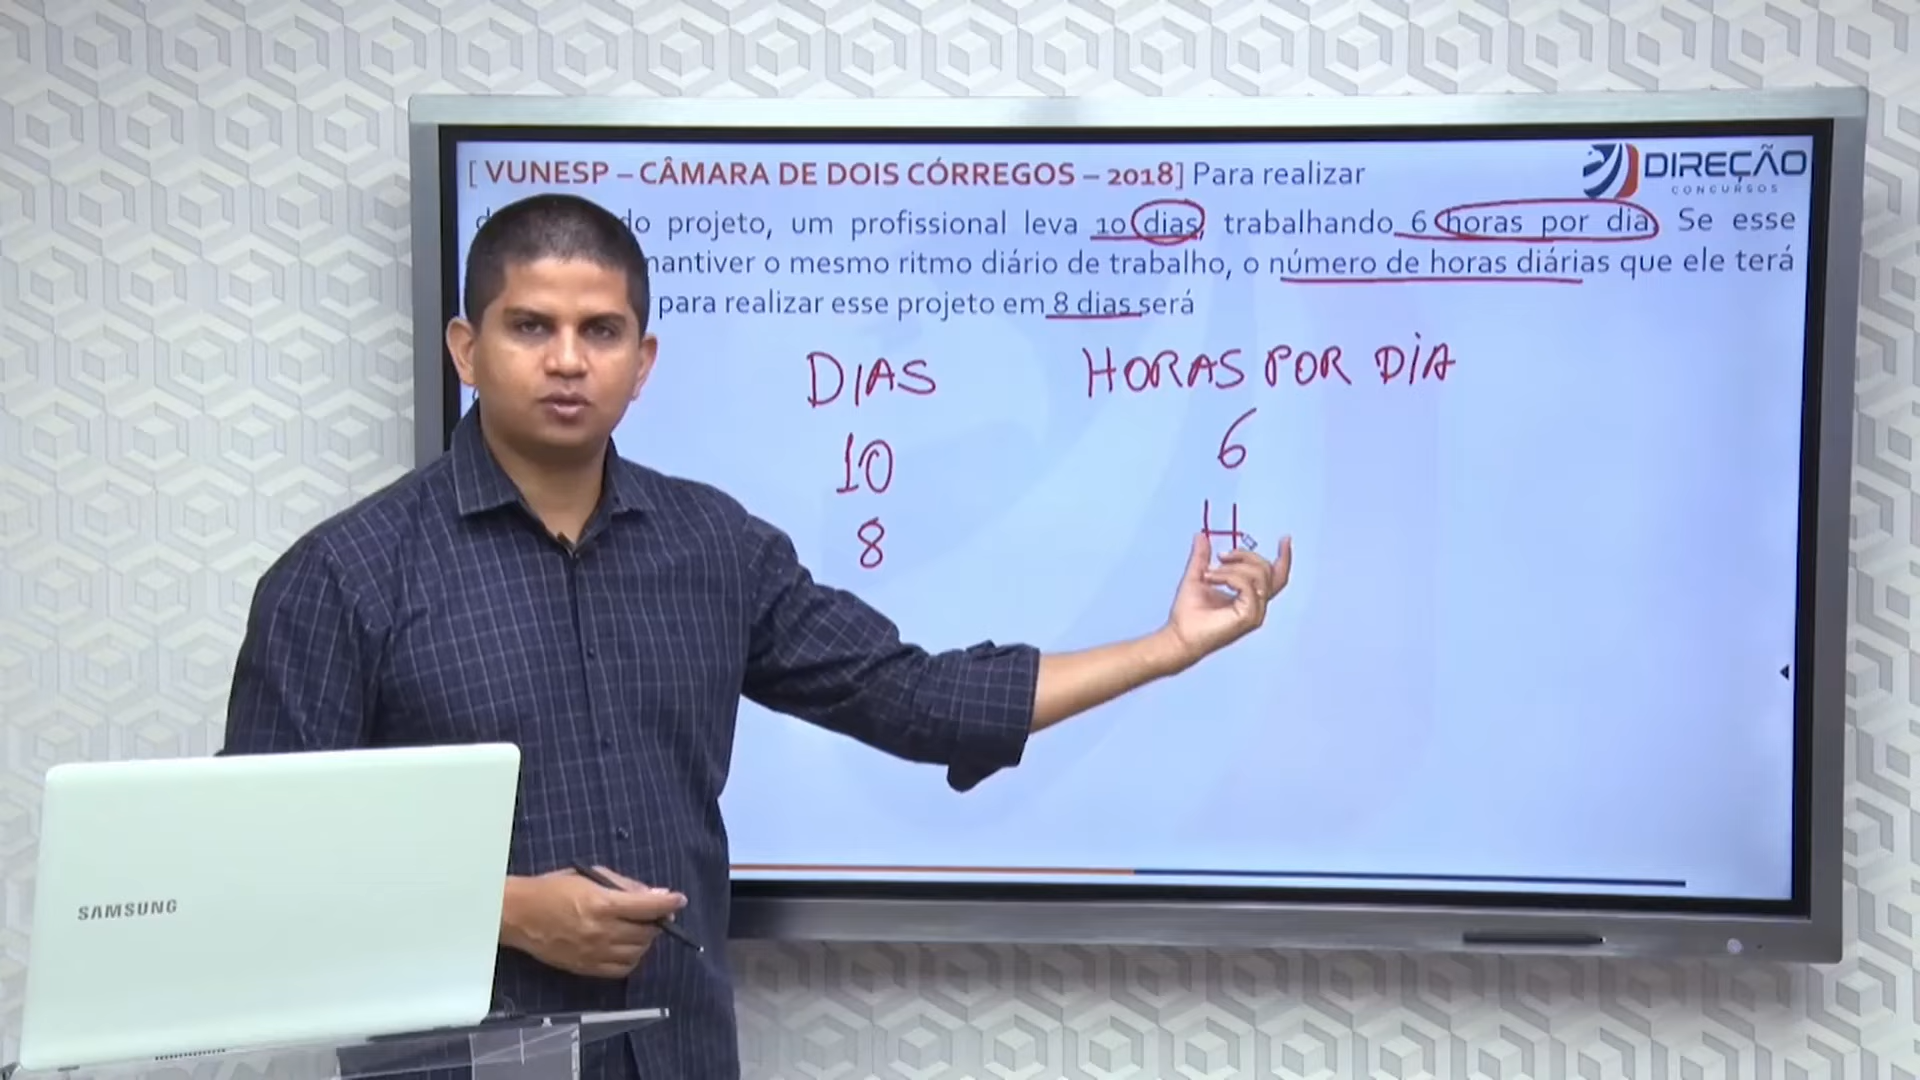 [ VUNESP – CÂMARA DE DOIS CÓRREGOS – 2018] Para realizar
DIREÇÃO
CONCURSOS
projeto, um profissional leva 10 dias, trabalhando 6 horas por dia. Se esse
mantiver o mesmo ritmo diário de trabalho, o número de horas diárias que ele terá
para realizar esse projeto em 8 dias será
DIAS HORAS POR DIA
10 6
8 H
SAMSUNG